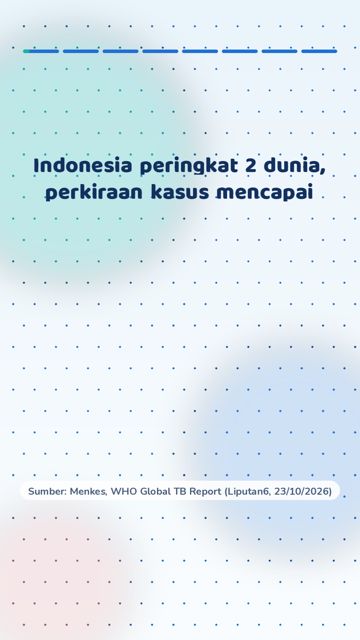 Indonesia peringkat 2 dunia,
perkiraan kasus mencapai
Sumber: Menkes, WHO Global TB Report (Liputan6, 23/10/2026)